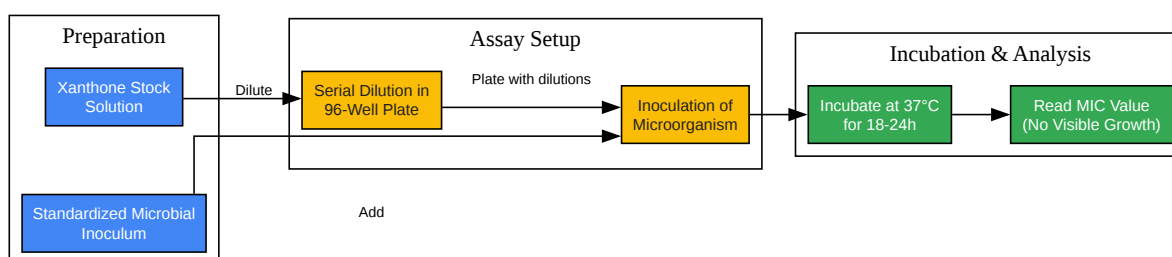 Preparation
Xanthone Stock
Solution
Standardized Microbial
Inoculum
Dilute
Assay Setup
Serial Dilution in
96-Well Plate
Plate with dilutions
Inoculation of
Microorganism
Add
Incubation & Analysis
Incubate at 37°C
for 18-24h
Read MIC Value
(No Visible Growth)